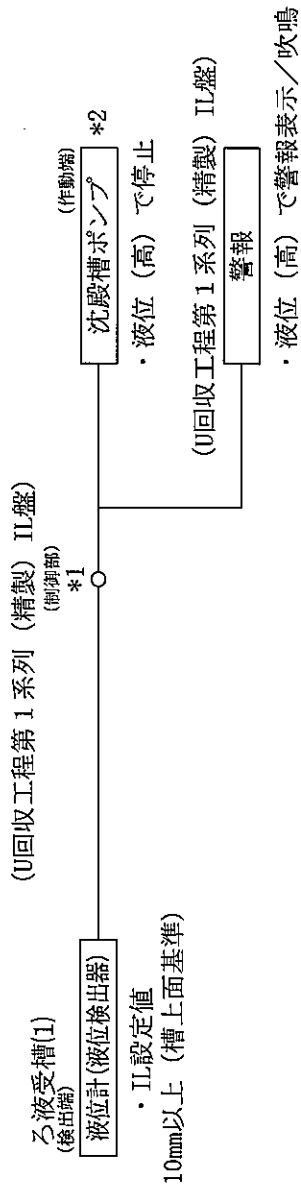 ろ液受槽(1)
(検出端)
液位計(液位検出器)
・IL設定値
10mm以上 (槽上面基準)
(U回収工程第1系列 (精製) IL盤)
(制御部)
*1
(作動端)
沈殿槽ポンプ *2
・液位 (高) で停止
(U回収工程第1系列 (精製) IL盤)
警報
・液位 (高) で警報表示/吹鳴